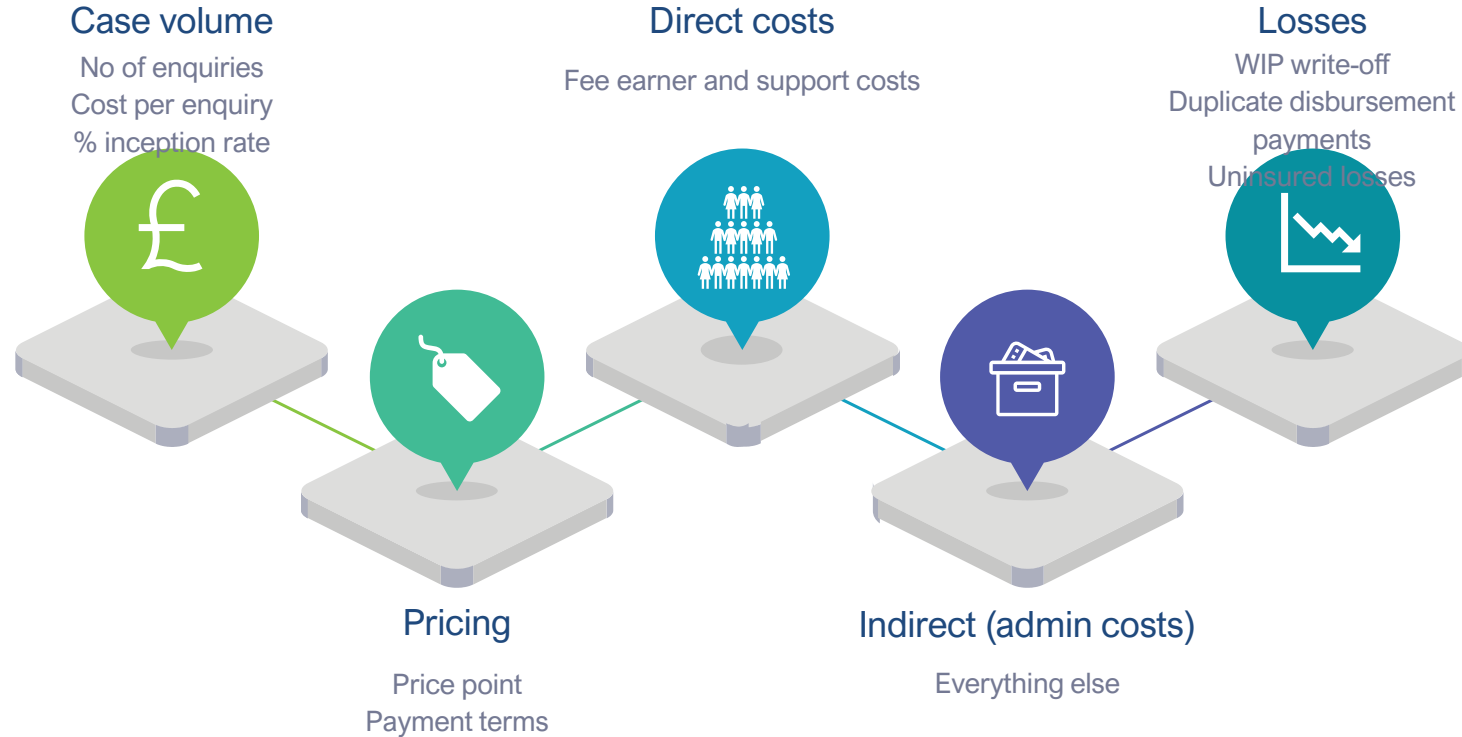 Case volume
No of enquiries
Cost per enquiry
% inception rate
£
Pricing
Price point
Payment terms
Direct costs
Fee earner and support costs
Indirect (admin costs)
Everything else
Losses
WIP write-off
Duplicate disbursement
payments
Uninsured losses